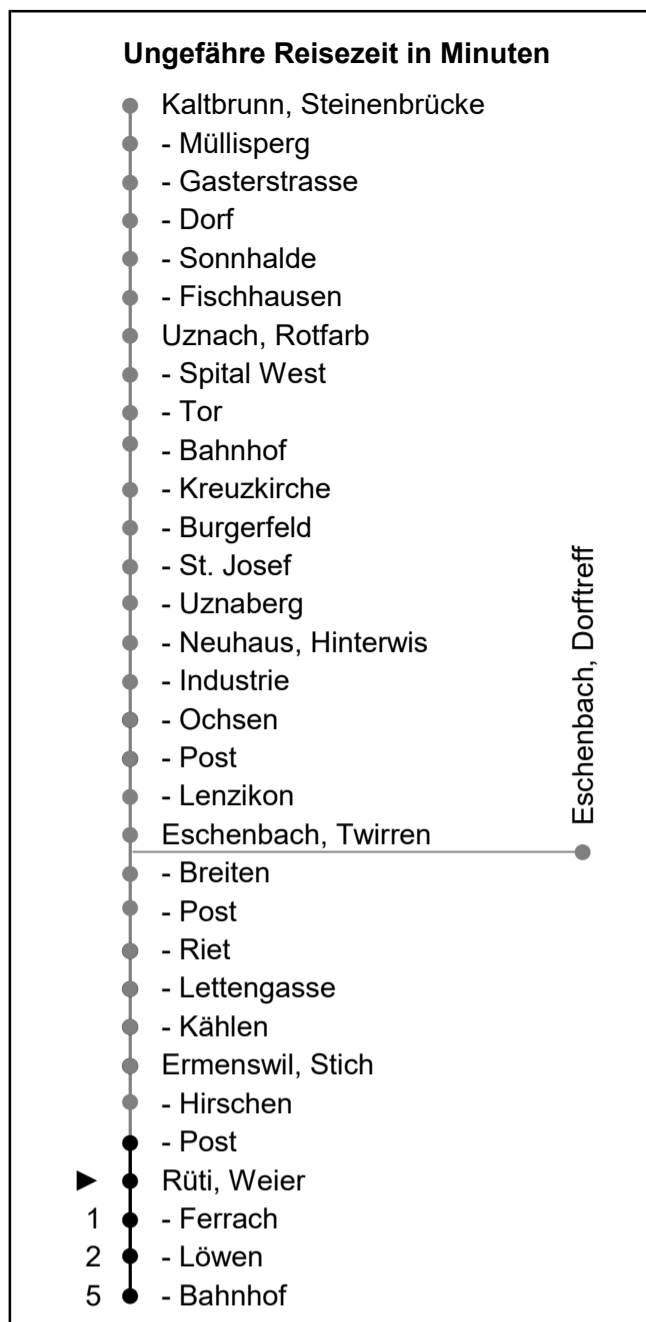 Ungefähre Reisezeit in Minuten
Kaltbrunn, Steinenbrücke
- Müllisperg
- Gasterstrasse
- Dorf
- Sonnhalde
- Fischhausen
Uznach, Rotfarb
- Spital West
- Tor
- Bahnhof
- Kreuzkirche
- Burgerfeld
- St. Josef
- Uznaberg
- Neuhaus, Hinterwis
- Industrie
- Ochsen
- Post
- Lenzikon
Eschenbach, Twirren
Eschenbach, Dorftreff
- Breiten
- Post
- Riet
- Lettengasse
- Kählen
Ermenswil, Stich
- Hirschen
- Post
► Rüti, Weier
1 - Ferrach
2 - Löwen
5 - Bahnhof